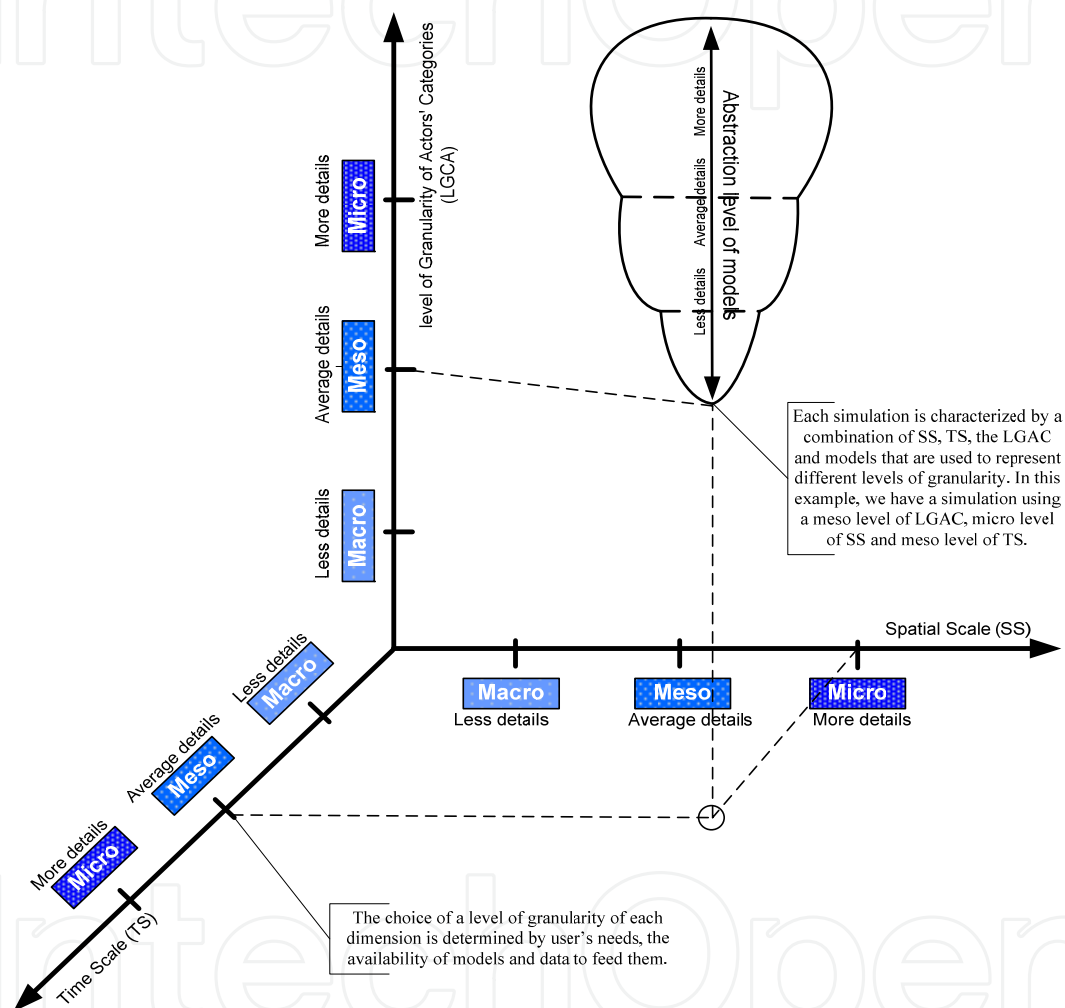 IntechOpen
level of Granularity of Actors' Categories
(LGCA)
More details
Micro
Average details
Meso
Less details
Macro
Abstraction level of models
More details
Average details
Less details
Each simulation is characterized by a
combination of SS, TS, the LGAC
and models that are used to represent
different levels of granularity. In this
example, we have a simulation using
a meso level of LGAC, micro level
of SS and meso level of TS.
Spatial Scale (SS)
Macro
Less details
Meso
Average details
Micro
More details
Less details
Macro
Average details
Meso
More details
Micro
Time Scale (TS)
The choice of a level of granularity of each
dimension is determined by user’s needs, the
availability of models and data to feed them.
IntechOpen